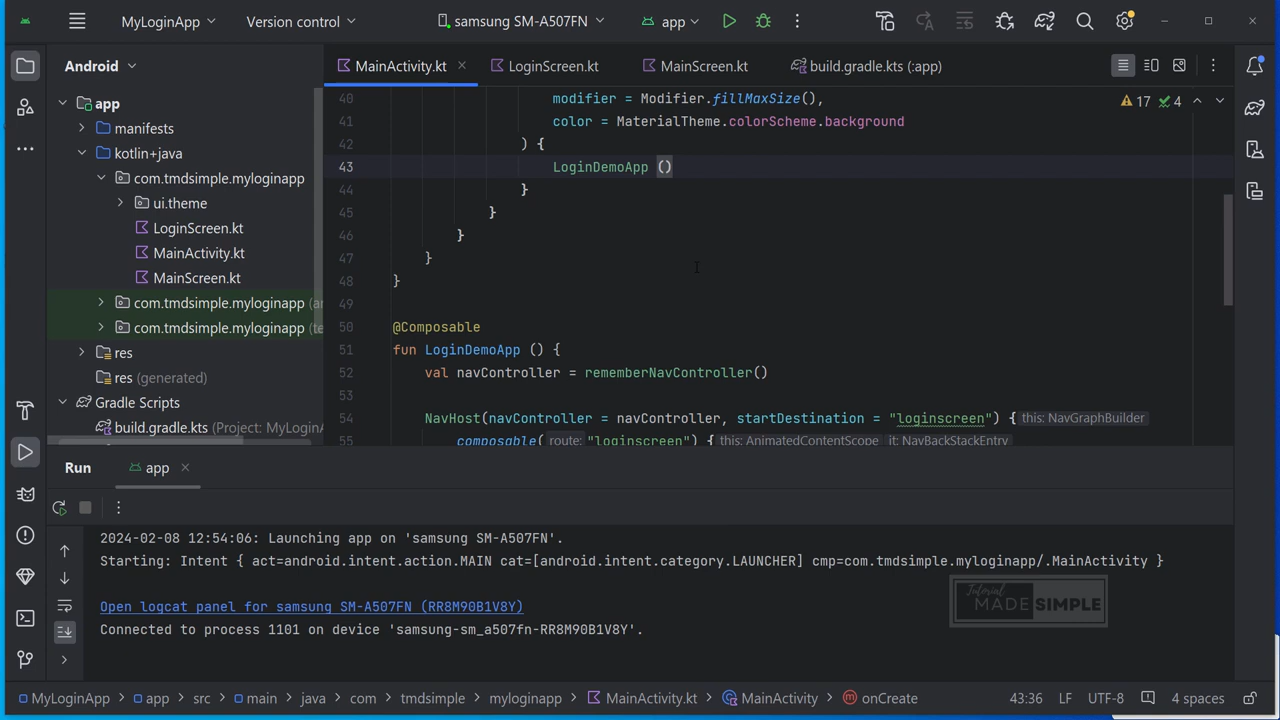 MyLoginApp
Version control
samsung SM-A507FN
app
Android
MainActivity.kt
LoginScreen.kt
MainScreen.kt
build.gradle.kts (:app)
app
manifests
kotlin+java
com.tmdsimple.myloginapp
ui.theme
LoginScreen.kt
MainActivity.kt
MainScreen.kt
com.tmdsimple.myloginapp
com.tmdsimple.myloginapp
res
res (generated)
Gradle Scripts
build.gradle.kts (Project: MyLoginA
17 4
40 modifier = Modifier.fillMaxSize(),
41 color = MaterialTheme.colorScheme.background
42 ) {
43 LoginDemoApp ()
44 }
45 }
46 }
47 }
48 }
49
50 @Composable
51 fun LoginDemoApp () {
52 val navController = rememberNavController()
53
54 NavHost(navController = navController, startDestination = "loginscreen") { this: NavGraphBuilder
55 composable( route: "loginscreen") { this: AnimatedContentScope it: NavBackStackEntry
Run
app
2024-02-08 12:54:06: Launching app on 'samsung SM-A507FN'.
Starting: Intent { act=android.intent.action.MAIN cat=[android.intent.category.LAUNCHER] cmp=com.tmdsimple.myloginapp/.MainActivity }
Open logcat panel for samsung SM-A507FN (RR8M90B1V8Y)
Connected to process 1101 on device 'samsung-sm_a507fn-RR8M90B1V8Y'.
Tutorial
MADE SIMPLE
MyLoginApp
app
src
main
java
com
tmdsimple
myloginapp
MainActivity.kt
MainActivity
onCreate
43:36
LF
UTF-8
4 spaces